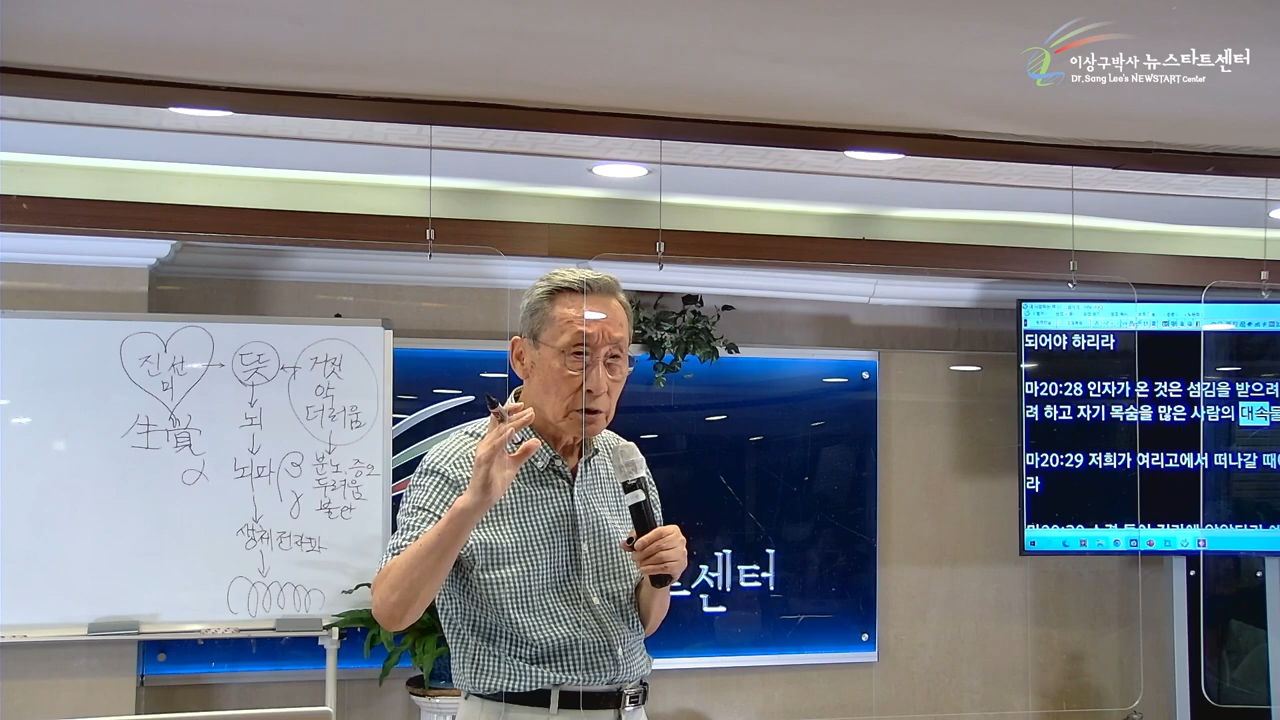 이상구박사 뉴스타트센터
Dr. Sang Lee's NEWSTART Center
진 선
미
生覺
α
뜻
뇌
뇌파
β
γ
생체전자파
거짓
악
더러움
분노 증오
두려움
불안
센터
되어야 하리라
마20:28 인자가 온 것은 섬김을 받으려
려 하고 자기 목숨을 많은 사람의 대속물
마20:29 저희가 여리고에서 떠나갈 때에
라